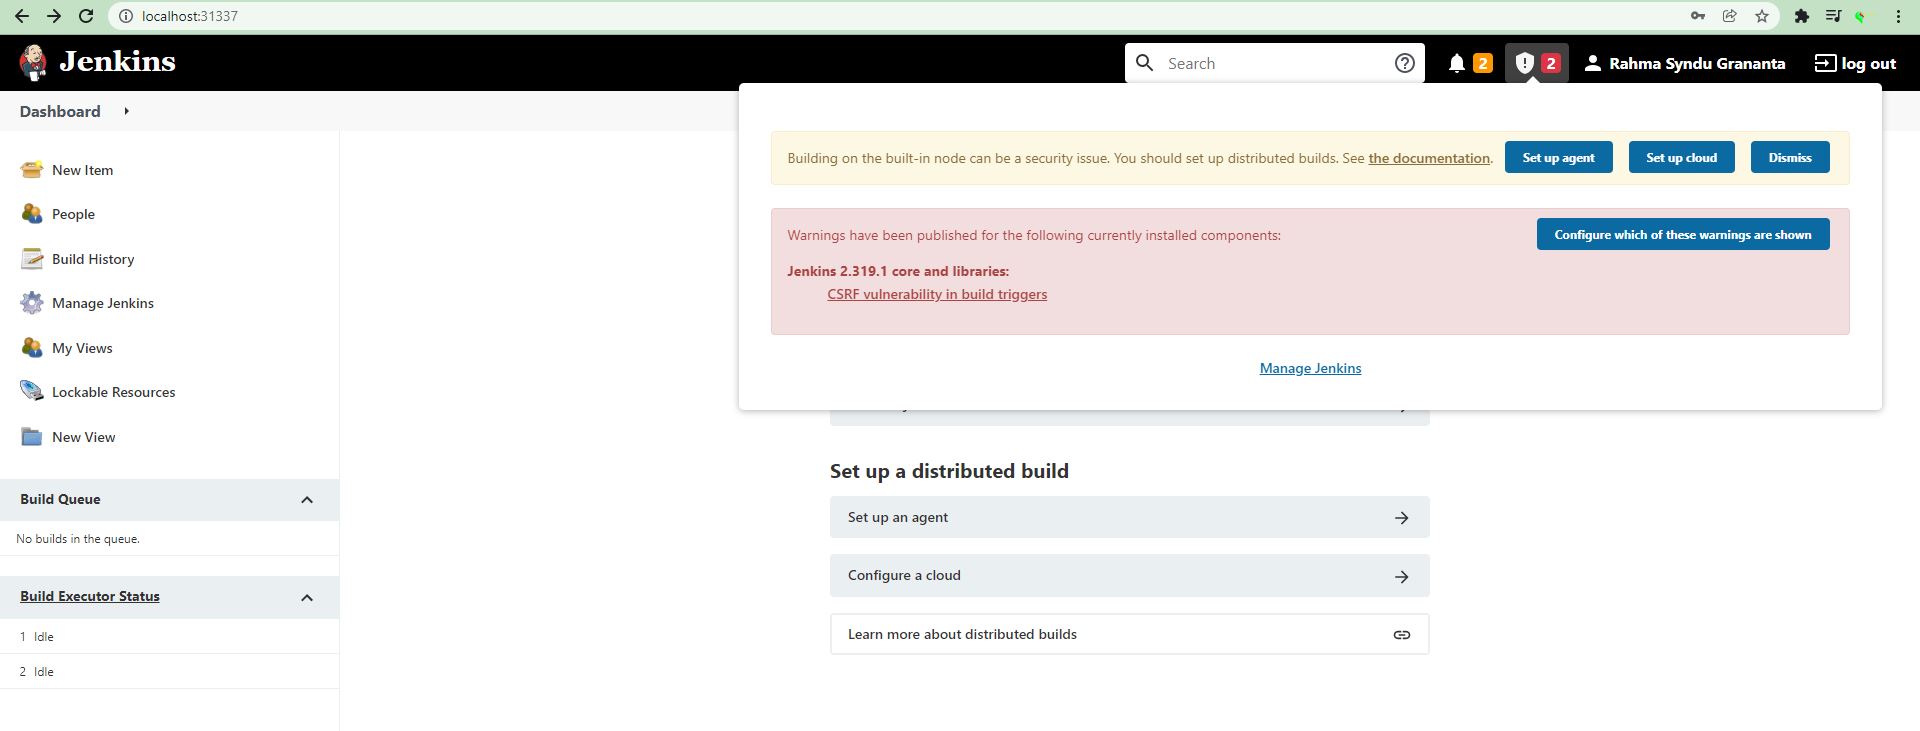 localhost:31337
Jenkins
Search
2
2
Rahma Syndu Grananta
log out
Dashboard
New Item
People
Build History
Manage Jenkins
My Views
Lockable Resources
New View
Build Queue
No builds in the queue.
Build Executor Status
1 Idle
2 Idle
Building on the built-in node can be a security issue. You should set up distributed builds. See the documentation.
Set up agent
Set up cloud
Dismiss
Warnings have been published for the following currently installed components:
Configure which of these warnings are shown
Jenkins 2.319.1 core and libraries:
CSRF vulnerability in build triggers
Manage Jenkins
Set up a distributed build
Set up an agent
Configure a cloud
Learn more about distributed builds